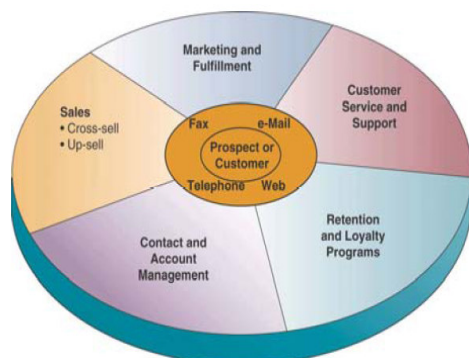 Marketing and
Fulfillment
Customer
Service and
Support
Sales
• Cross-sell
• Up-sell
Fax e-Mail
Prospect or
Customer
Telephone Web
Retention
and Loyalty
Programs
Contact and
Account
Management